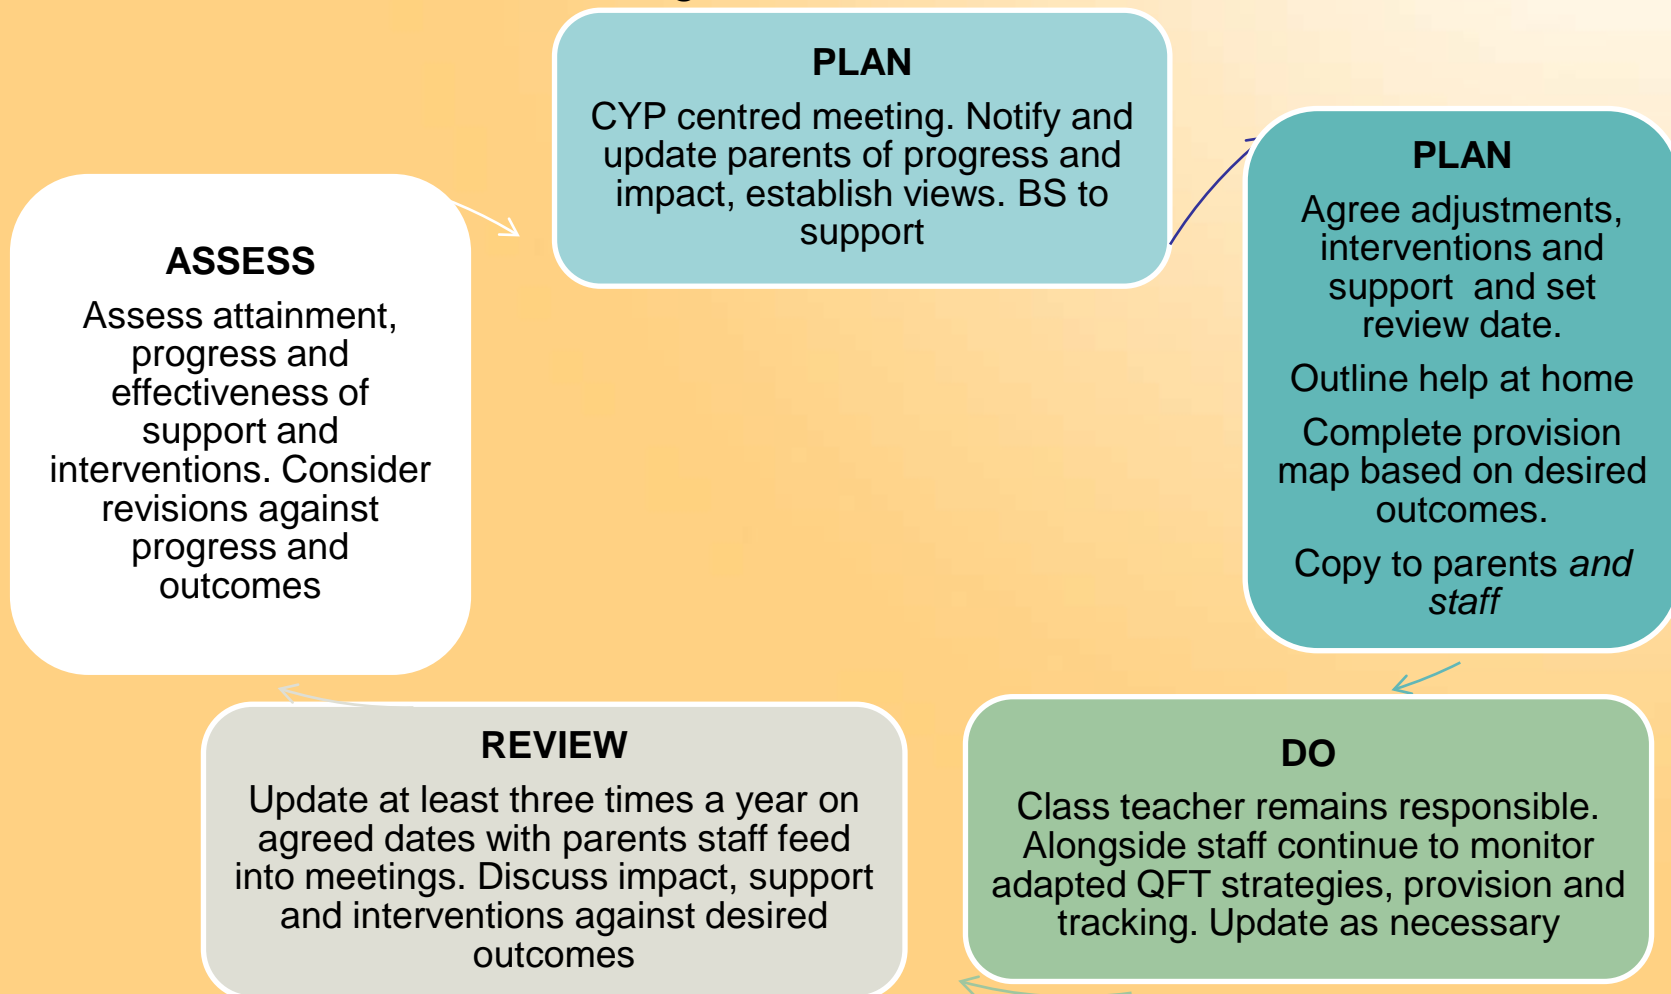 PLAN
CYP centred meeting. Notify and
update parents of progress and
impact, establish views. BS to
support
PLAN
Agree adjustments,
interventions and
support and set
review date.
Outline help at home
Complete provision
map based on desired
outcomes.
Copy to parents and
staff
DO
Class teacher remains responsible.
Alongside staff continue to monitor
adapted QFT strategies, provision and
tracking. Update as necessary
REVIEW
Update at least three times a year on
agreed dates with parents staff feed
into meetings. Discuss impact, support
and interventions against desired
outcomes
ASSESS
Assess attainment,
progress and
effectiveness of
support and
interventions. Consider
revisions against
progress and
outcomes